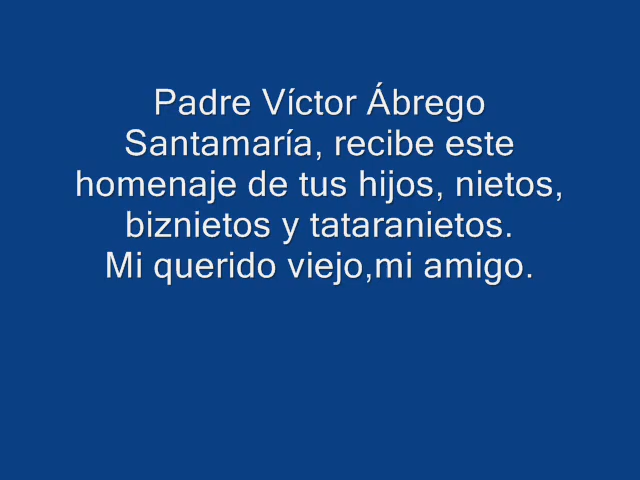 Padre Víctor Ábrego
Santamaría, recibe este
homenaje de tus hijos, nietos,
biznietos y tataranietos.
Mi querido viejo,mi amigo.